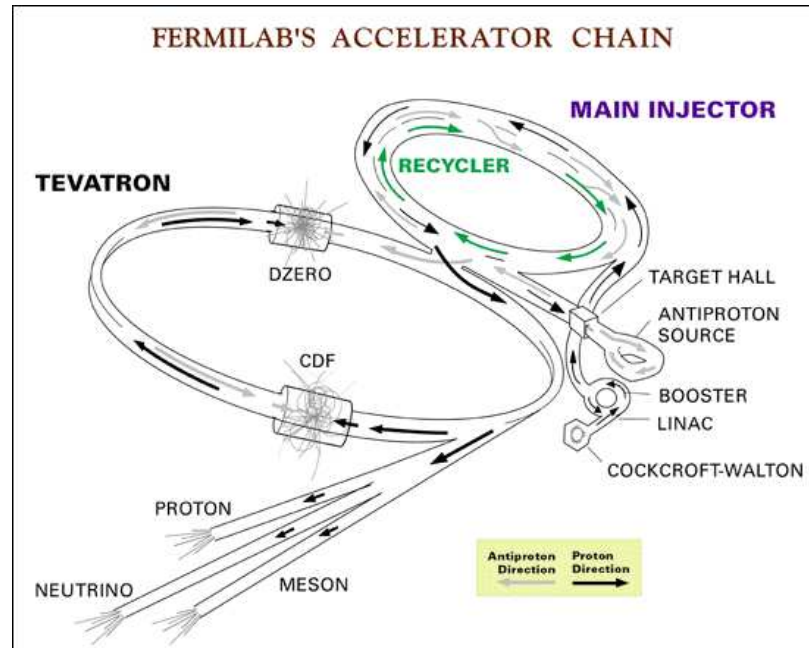 FERMILAB'S ACCELERATOR CHAIN
MAIN INJECTOR
RECYCLER
TEVATRON
DZERO
TARGET HALL
ANTIPROTON
SOURCE
CDF
BOOSTER
LINAC
COCKCROFT-WALTON
PROTON
NEUTRINO
MESON
Antiproton Proton
Direction Direction